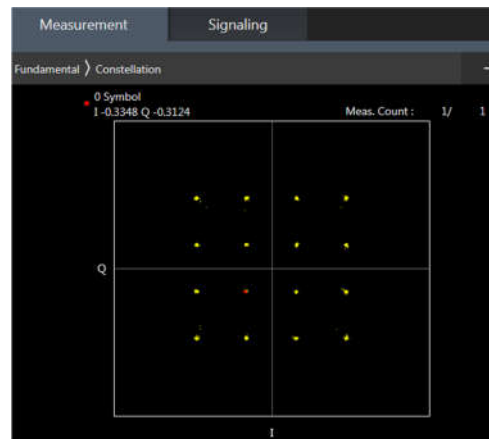 Measurement Signaling
Fundamental 〉 Constellation
0 Symbol
I -0.3348 Q -0.3124 Meas. Count : 1/ 1
Q
I